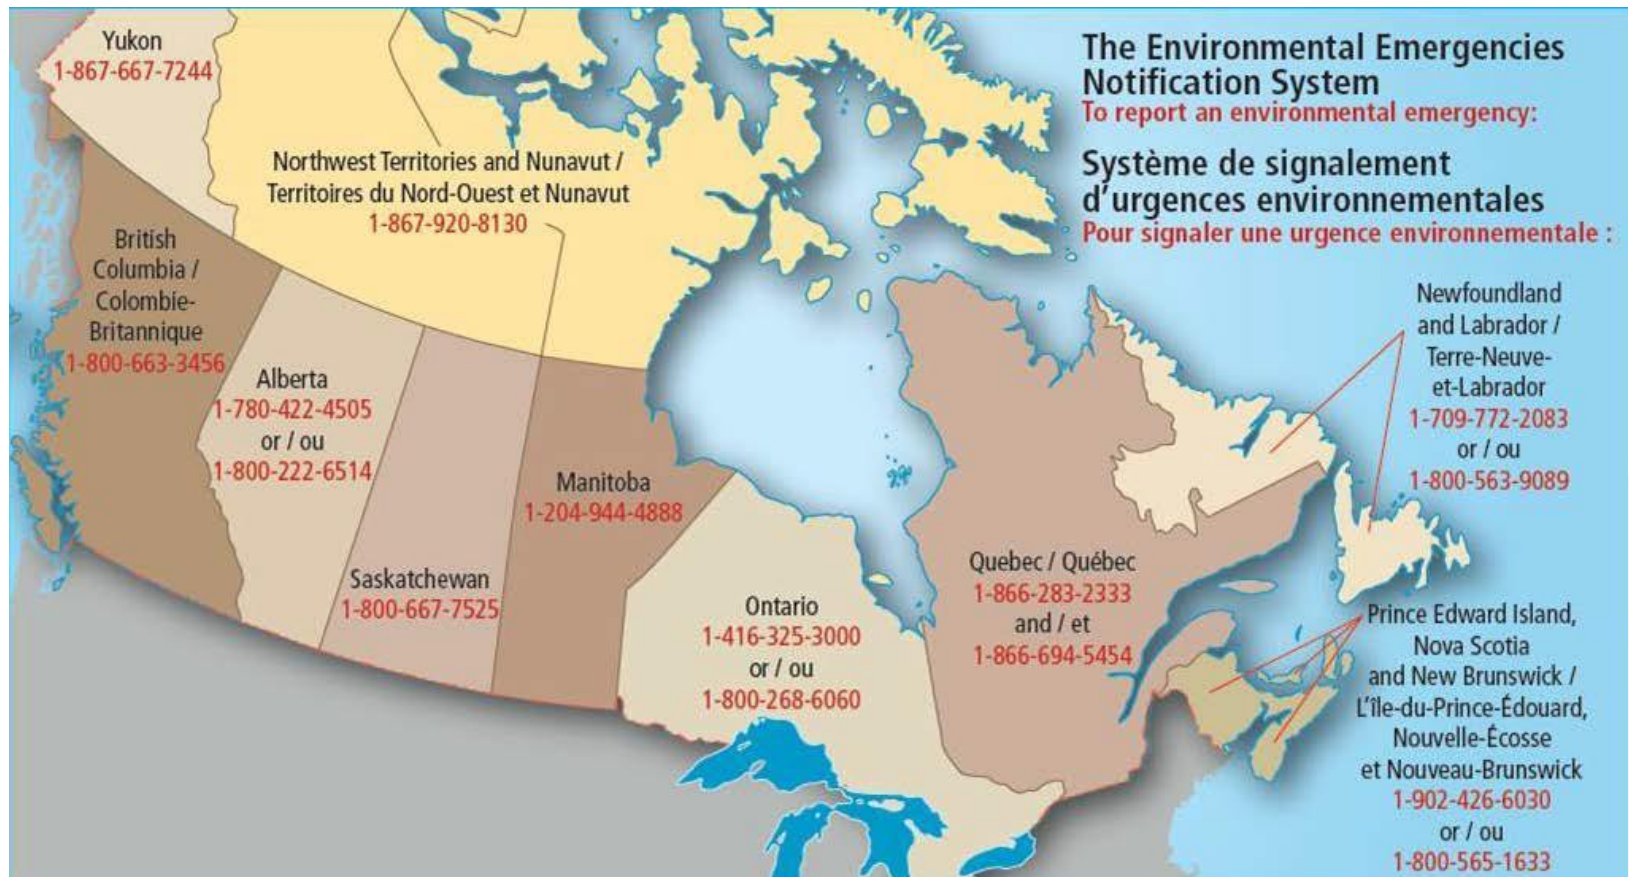 The Environmental Emergencies
Notification System
To report an environmental emergency:
Système de signalement
d'urgences environnementales
Pour signaler une urgence environnementale :
Yukon
1-867-667-7244
Northwest Territories and Nunavut /
Territoires du Nord-Ouest et Nunavut
1-867-920-8130
British
Columbia /
Colombie-
Britannique
1-800-663-3456
Alberta
1-780-422-4505
or / ou
1-800-222-6514
Saskatchewan
1-800-667-7525
Manitoba
1-204-944-4888
Ontario
1-416-325-3000
or / ou
1-800-268-6060
Quebec / Québec
1-866-283-2333
and / et
1-866-694-5454
Newfoundland
and Labrador /
Terre-Neuve-
et-Labrador
1-709-772-2083
or / ou
1-800-563-9089
Prince Edward Island,
Nova Scotia
and New Brunswick /
L'île-du-Prince-Édouard,
Nouvelle-Écosse
et Nouveau-Brunswick
1-902-426-6030
or / ou
1-800-565-1633